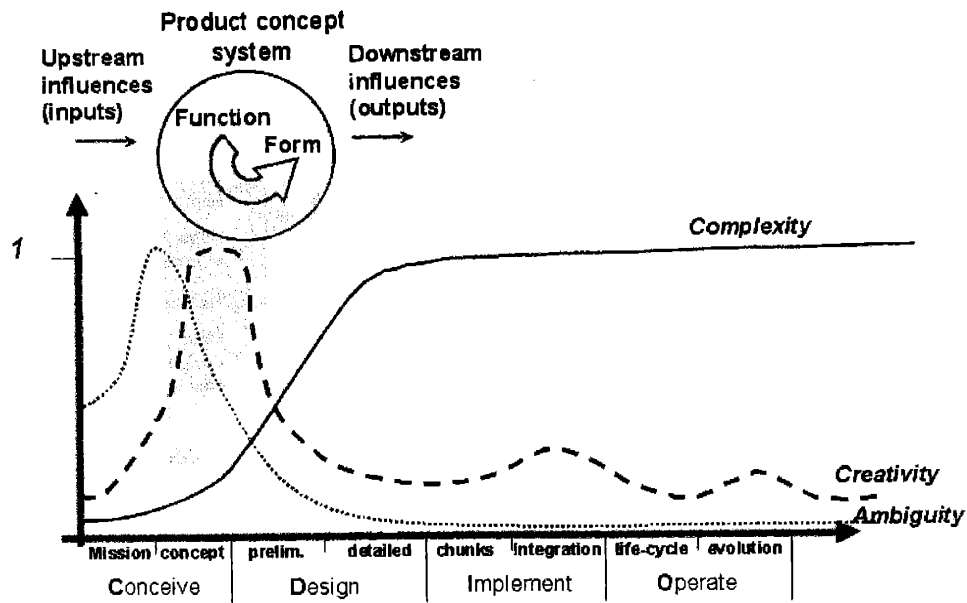 Product concept
system
Upstream
influences
(inputs)
Downstream
influences
(outputs)
Function
Form
1
Complexity
Creativity
Ambiguity
Mission concept prelim. detailed chunks integration life-cycle evolution
Conceive Design Implement Operate